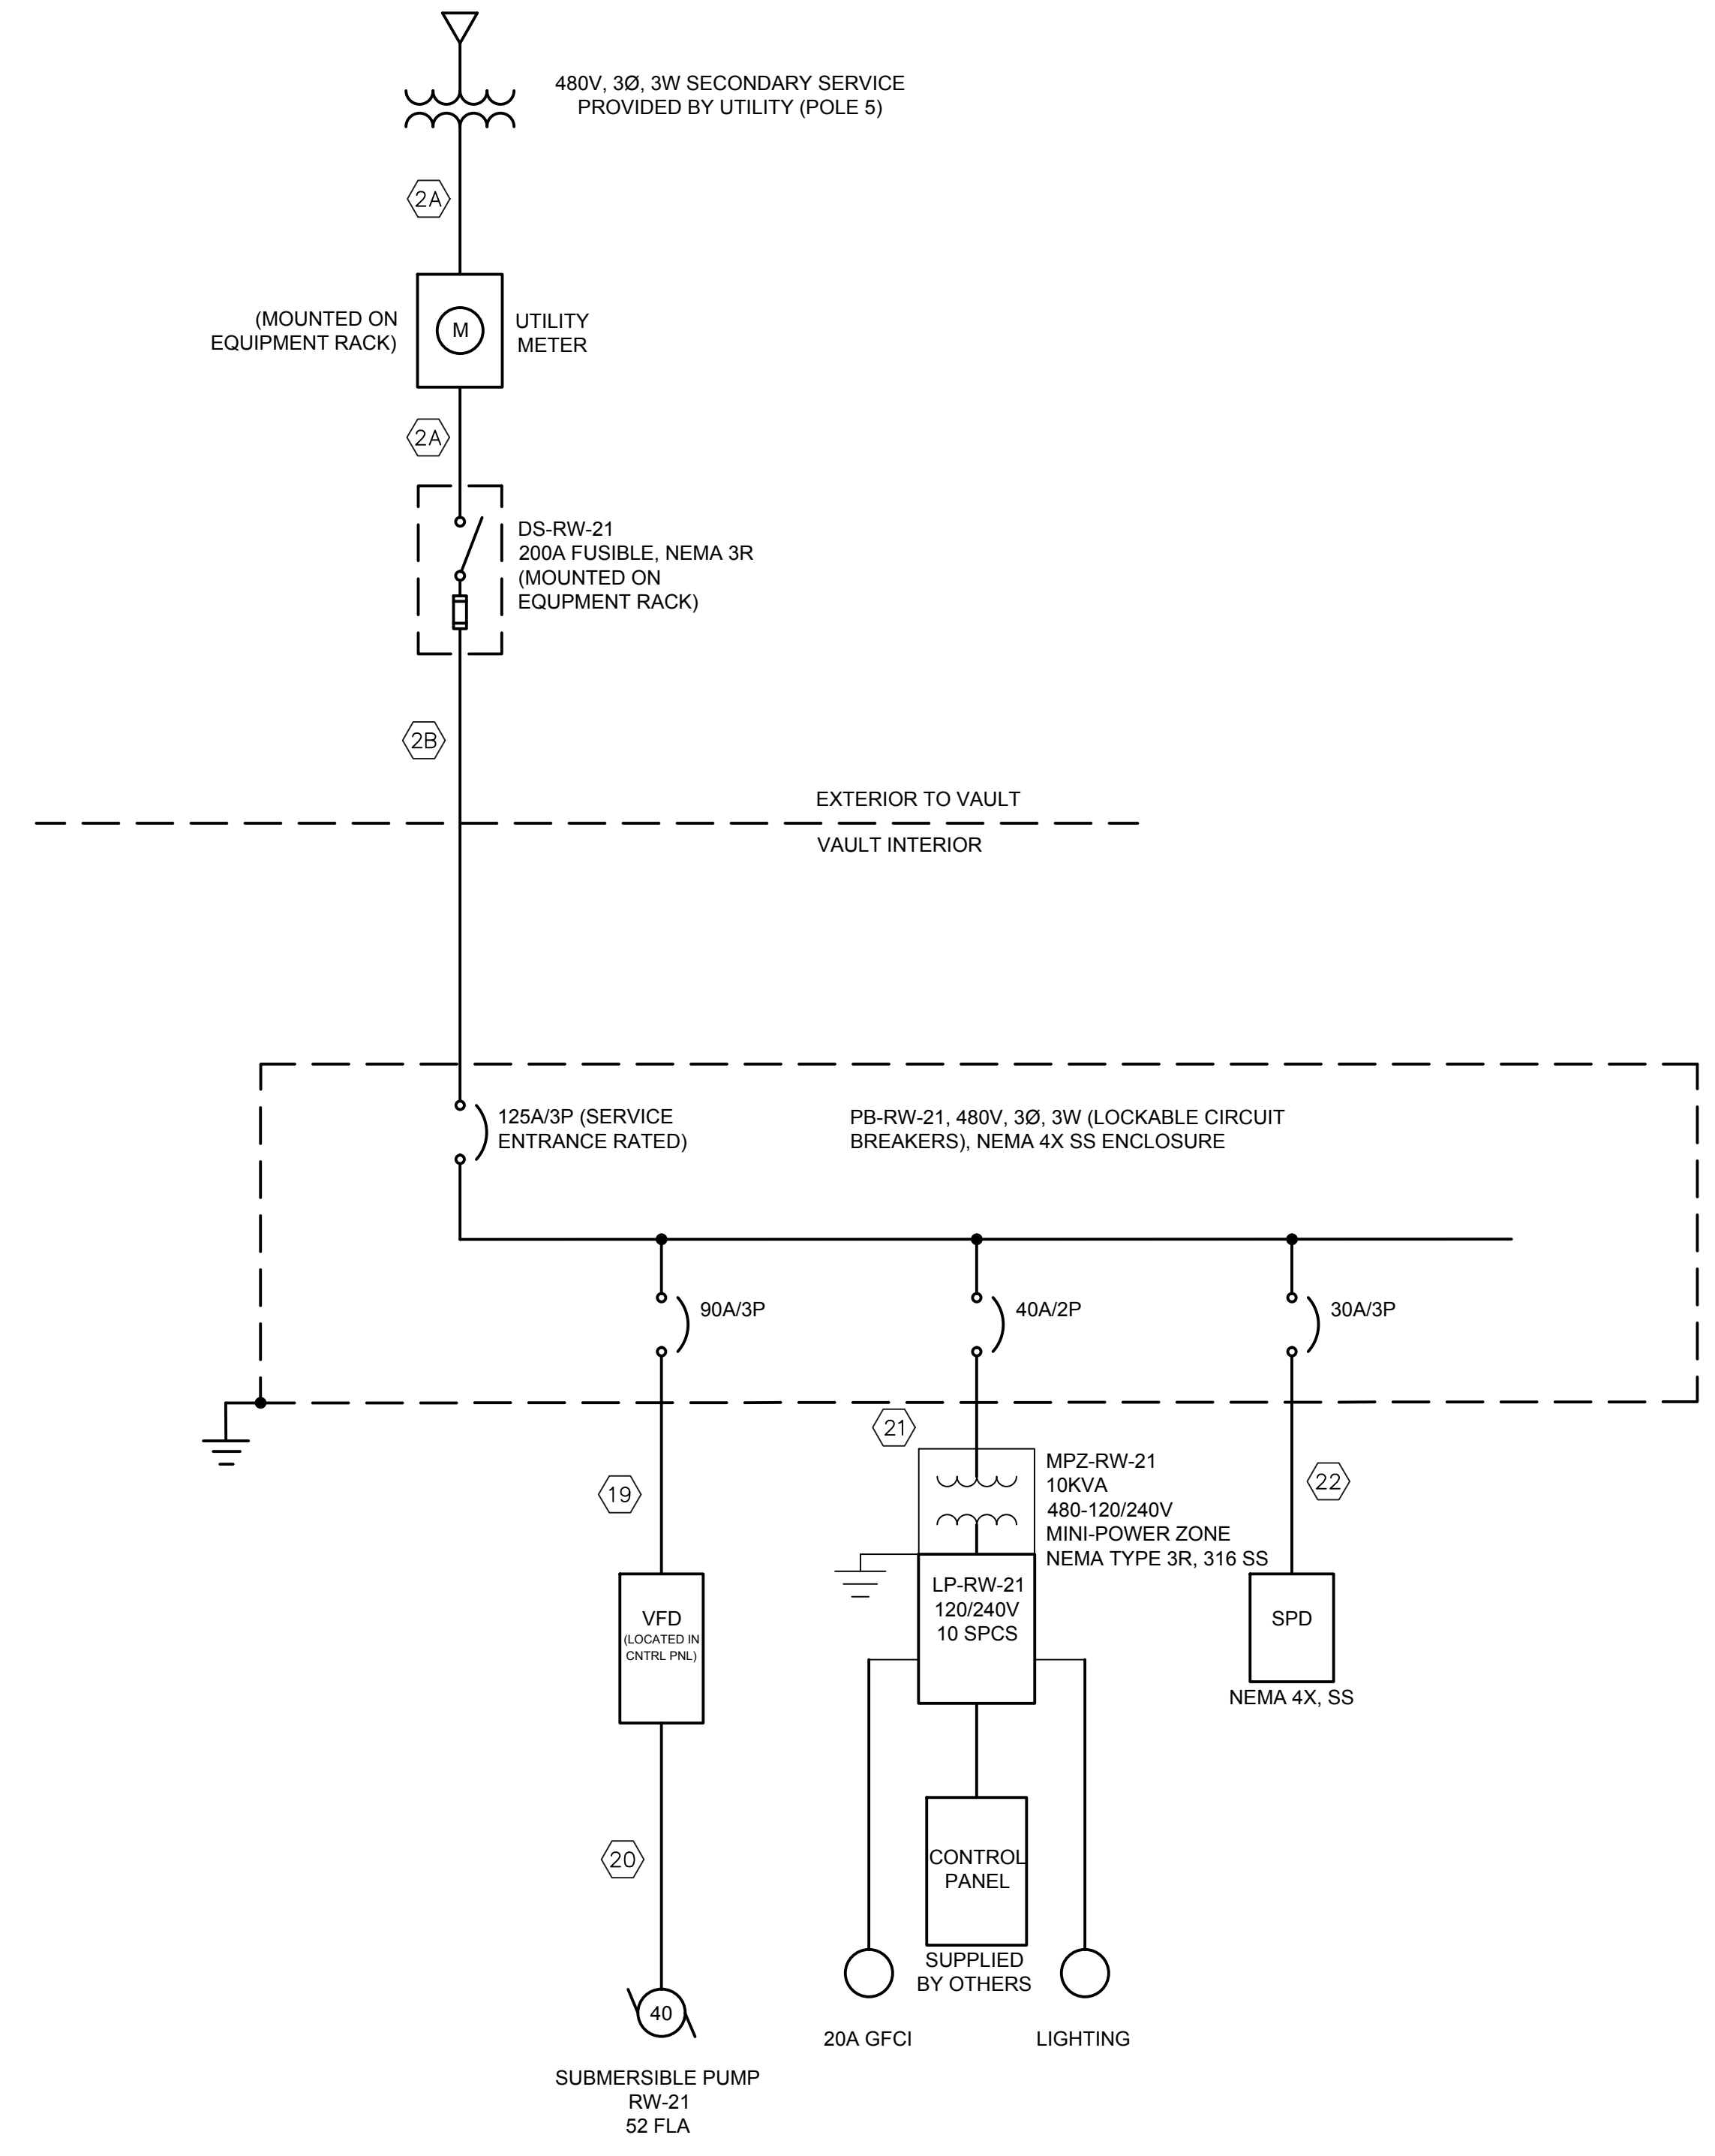 480V, 3Ø, 3W SECONDARY SERVICE
PROVIDED BY UTILITY (POLE 5)
2A
(MOUNTED ON
EQUIPMENT RACK)
M
UTILITY
METER
2A
DS-RW-21
200A FUSIBLE, NEMA 3R
(MOUNTED ON
EQUPMENT RACK)
2B
EXTERIOR TO VAULT
VAULT INTERIOR
125A/3P (SERVICE
ENTRANCE RATED)
PB-RW-21, 480V, 3Ø, 3W (LOCKABLE CIRCUIT
BREAKERS), NEMA 4X SS ENCLOSURE
90A/3P
40A/2P
30A/3P
21
19
22
MPZ-RW-21
10KVA
480-120/240V
MINI-POWER ZONE
NEMA TYPE 3R, 316 SS
LP-RW-21
120/240V
10 SPCS
VFD
(LOCATED IN
CNTRL PNL)
SPD
NEMA 4X, SS
20
CONTROL
PANEL
SUPPLIED
BY OTHERS
40
20A GFCI
LIGHTING
SUBMERSIBLE PUMP
RW-21
52 FLA